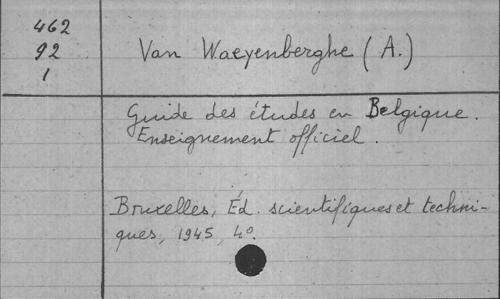 462
92
1
Van Waeyenberghe (A.)
Guide des études en Belgique.
Enseignement officiel.
Bruxelles, Éd. scientifiques et techni-
ques, 1945, 4º.